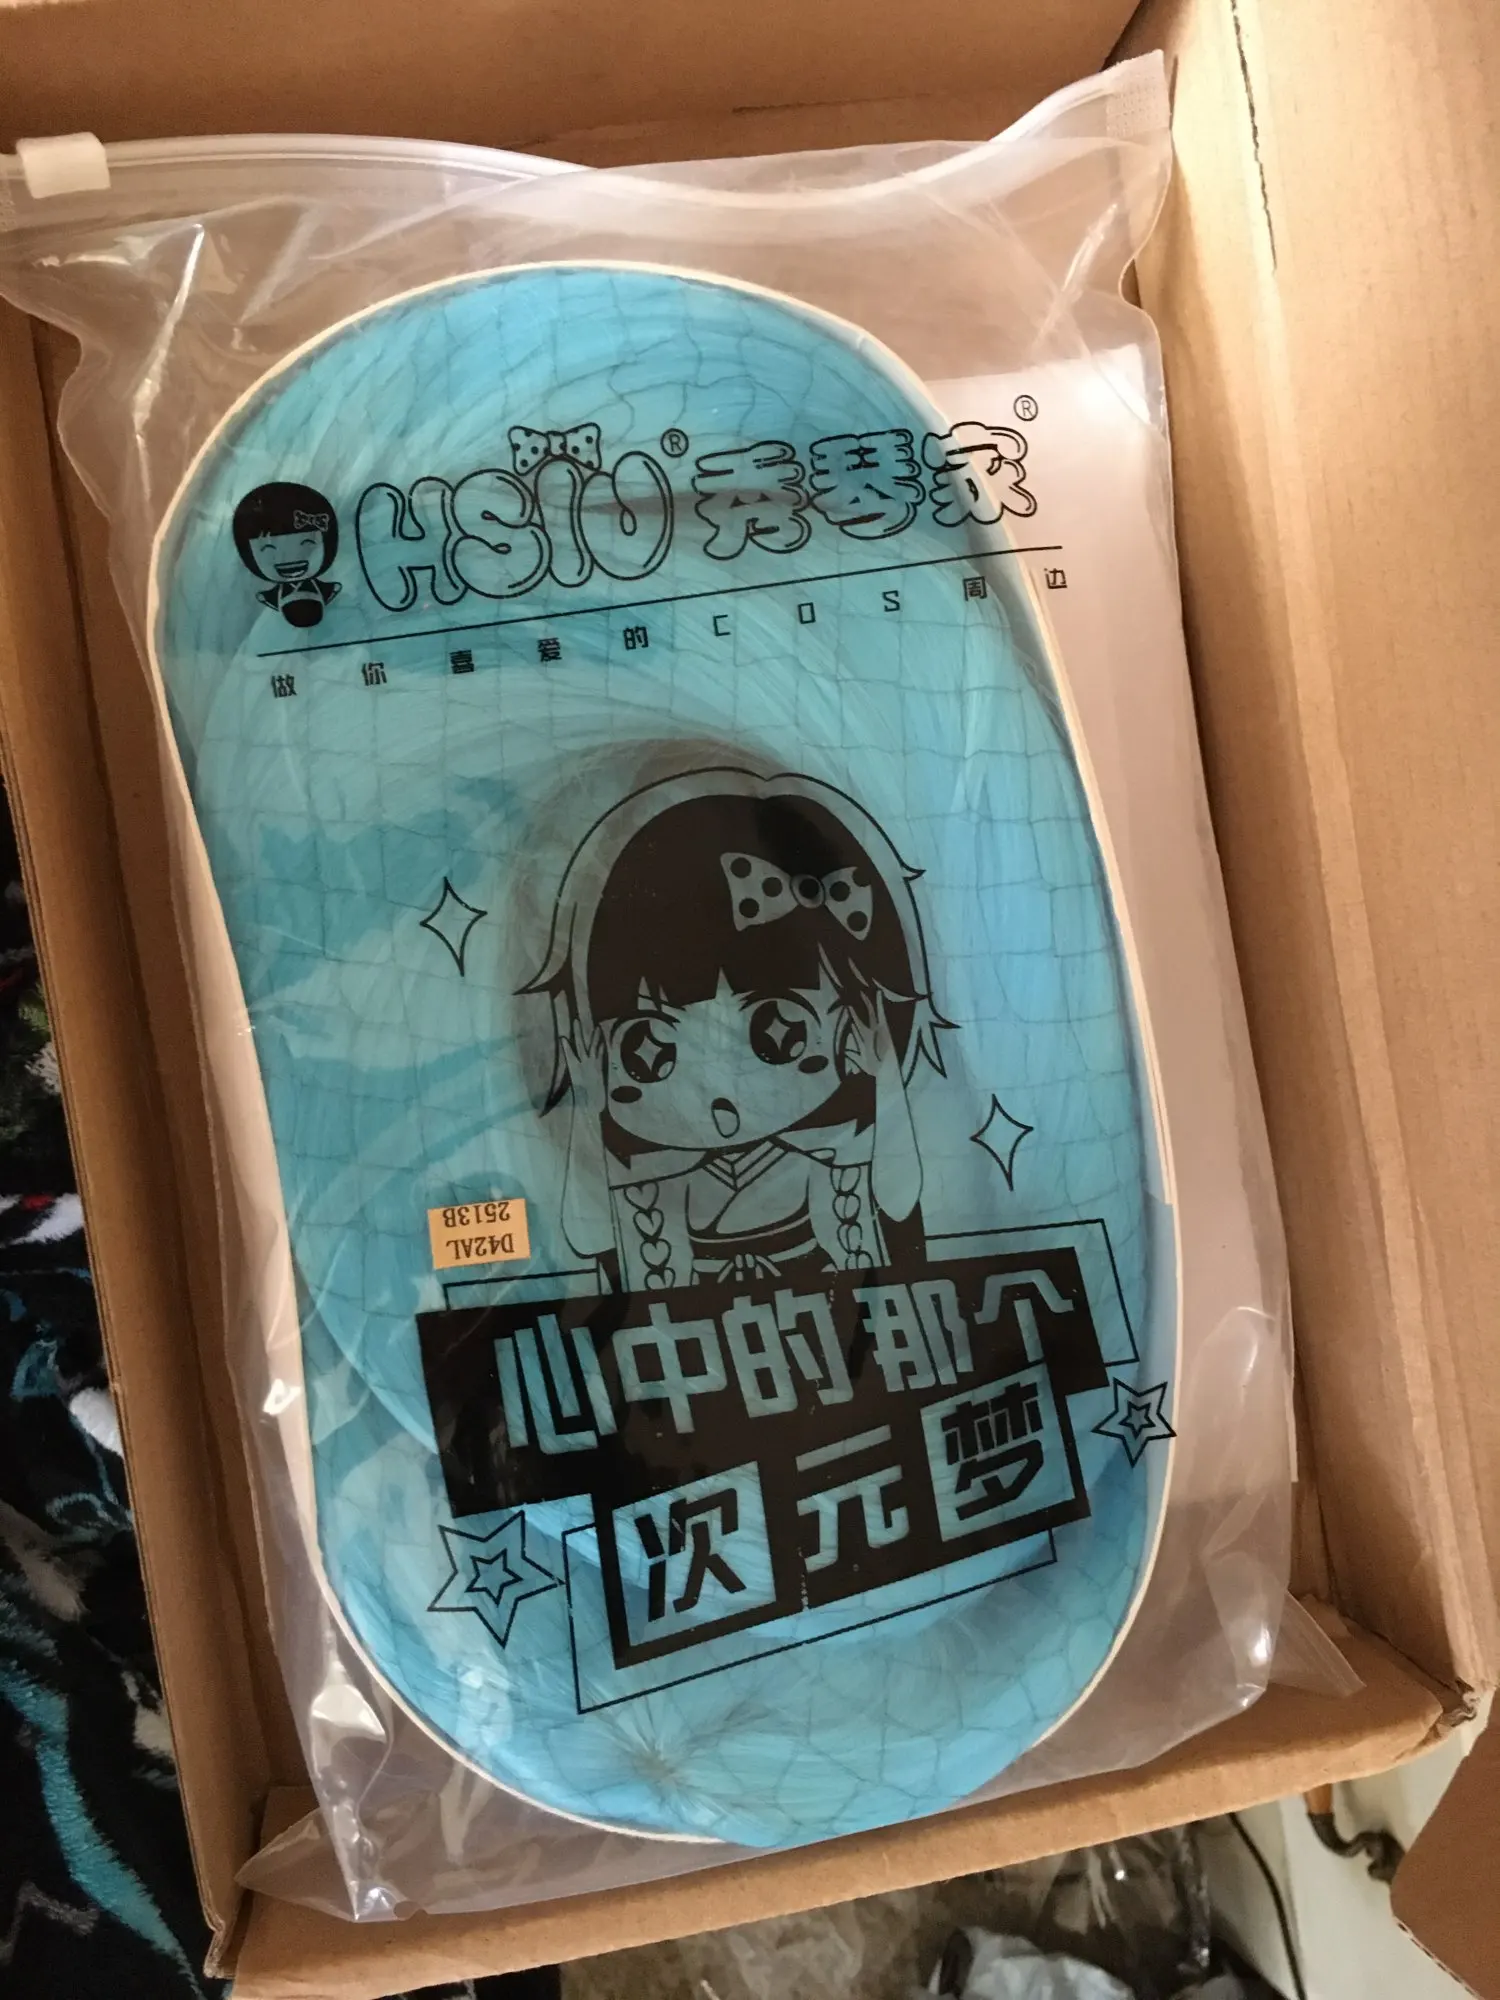 HSIU® 秀琴家®
做你喜爱的COS周边
D42AL
2513B
心中的那个
次元梦